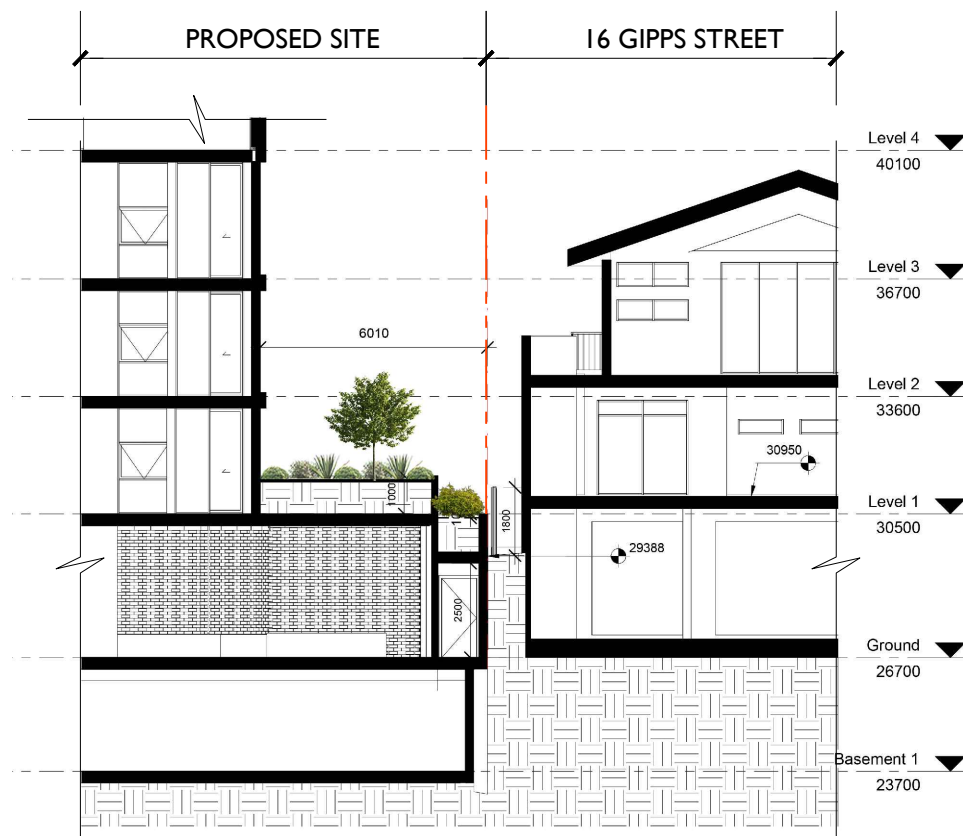 PROPOSED SITE
16 GIPPS STREET
Level 4
40100
Level 3
36700
6010
Level 2
33600
30950
1000
1800
Level 1
30500
29388
2500
Ground
26700
Basement 1
23700